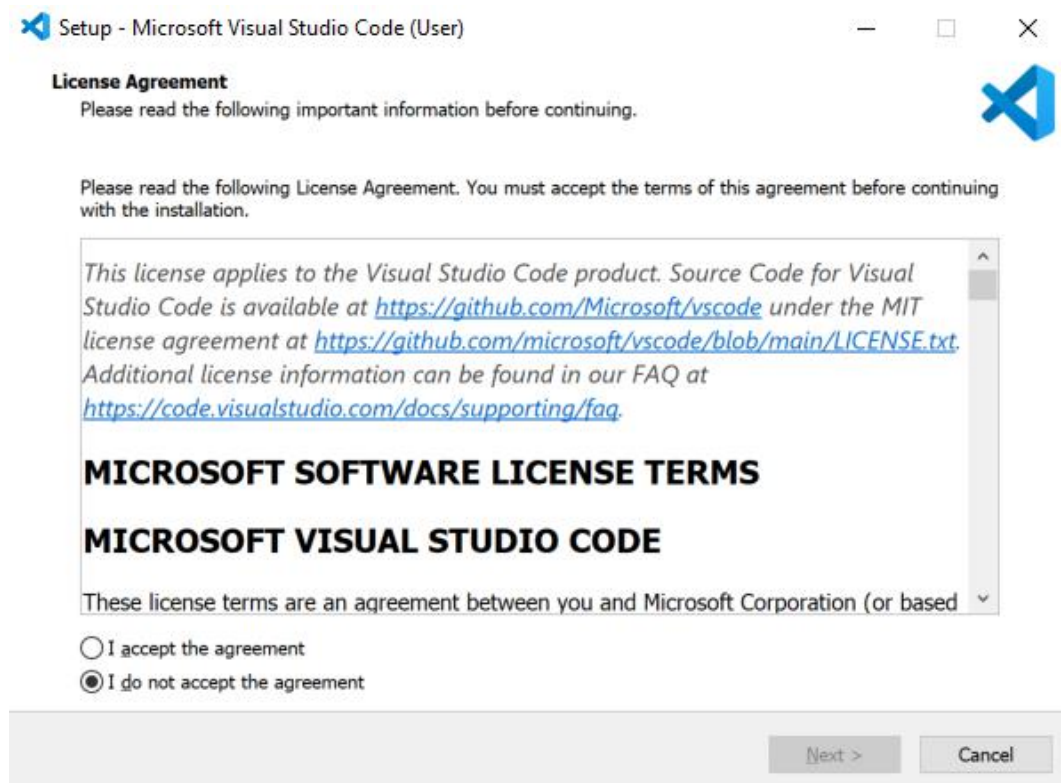 Setup - Microsoft Visual Studio Code (User)
License Agreement
Please read the following important information before continuing.
Please read the following License Agreement. You must accept the terms of this agreement before continuing
with the installation.
This license applies to the Visual Studio Code product. Source Code for Visual
Studio Code is available at https://github.com/Microsoft/vscode under the MIT
license agreement at https://github.com/microsoft/vscode/blob/main/LICENSE.txt.
Additional license information can be found in our FAQ at
https://code.visualstudio.com/docs/supporting/faq.
MICROSOFT SOFTWARE LICENSE TERMS
MICROSOFT VISUAL STUDIO CODE
These license terms are an agreement between you and Microsoft Corporation (or based
I accept the agreement
I do not accept the agreement
Next >
Cancel